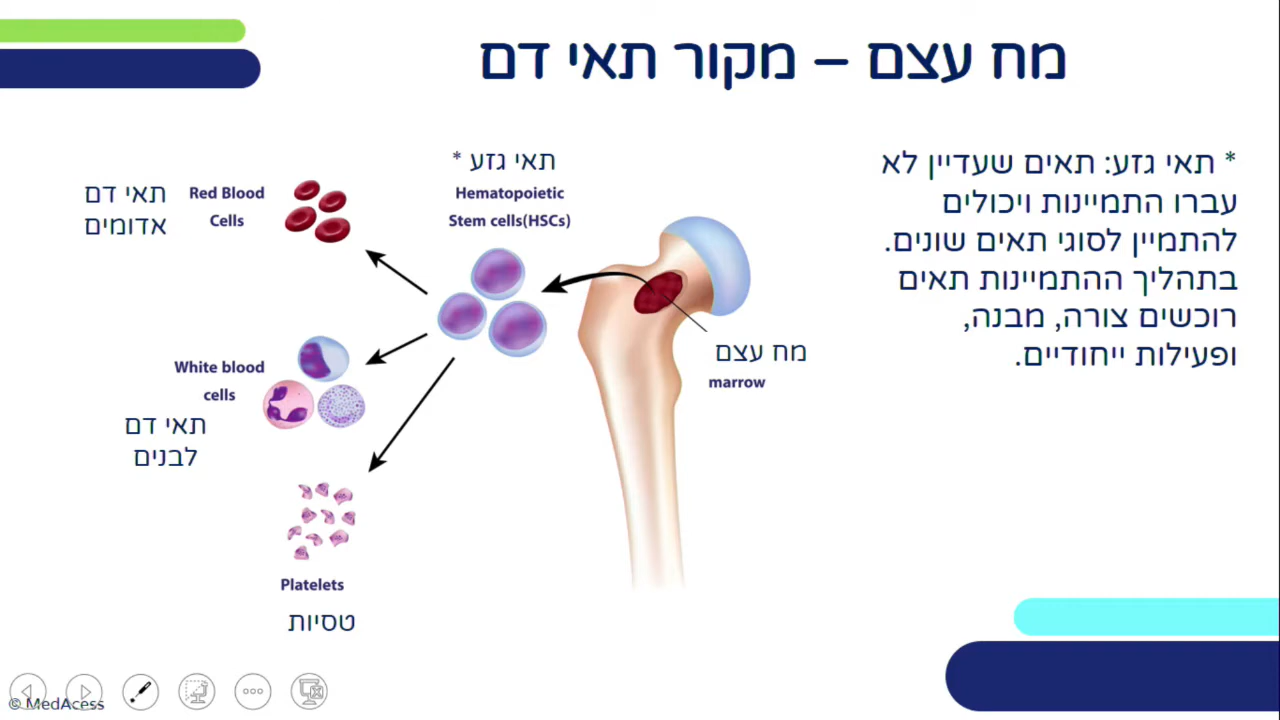 מח עצם – מקור תאי דם
* תאי גזע: תאים שעדיין לא
עברו התמיינות ויכולים
להתמיין לסוגי תאים שונים.
בתהליך ההתמיינות תאים
רוכשים צורה, מבנה,
ופעילות ייחודיים.
תאי גזע *
Hematopoietic
Stem cells(HSCs)
מח עצם
marrow
Red Blood
Cells
תאי דם
אדומים
White blood
cells
תאי דם
לבנים
Platelets
טסיות
© MedAcess